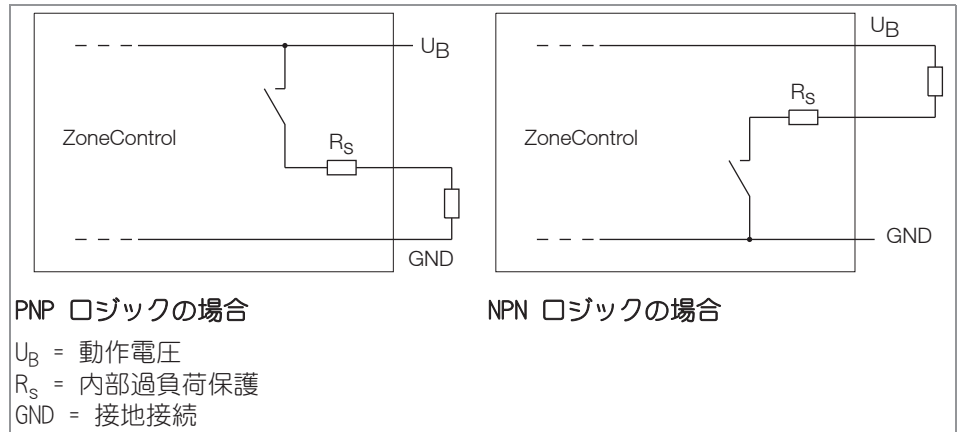 U_B
ZoneControl
R_s
GND
U_B
R_s
ZoneControl
GND
PNP ロジックの場合
NPN ロジックの場合
U_B = 動作電圧
R_s = 内部過負荷保護
GND = 接地接続